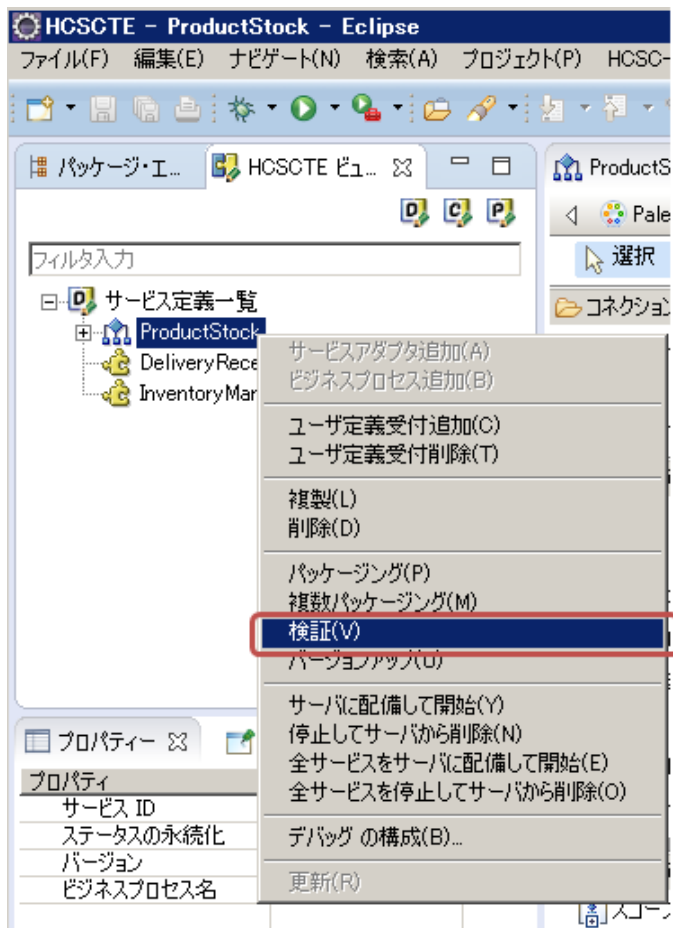 HCSCTE - ProductStock - Eclipse
ファイル(F) 編集(E) ナビゲート(N) 検索(A) プロジェクト(P) HCSC-
パッケージ・エ... HCSCTE ビュ...
ProductS
Pale
フィルタ入力
選択
サービス定義一覧
コネクション
ProductStock
DeliveryRece
InventoryMar
サービスアダプタ追加(A)
ビジネスプロセス追加(B)
ユーザ定義受付追加(C)
ユーザ定義受付削除(T)
複製(L)
削除(D)
パッケージング(P)
複数パッケージング(M)
検証(V)
バージョンアップ(U)
サーバに配備して開始(Y)
停止してサーバから削除(N)
全サービスをサーバに配備して開始(E)
全サービスを停止してサーバから削除(O)
デバッグ の構成(B)...
更新(R)
プロパティー
プロパティ
サービス ID
ステータスの永続化
バージョン
ビジネスプロセス名
スコープ